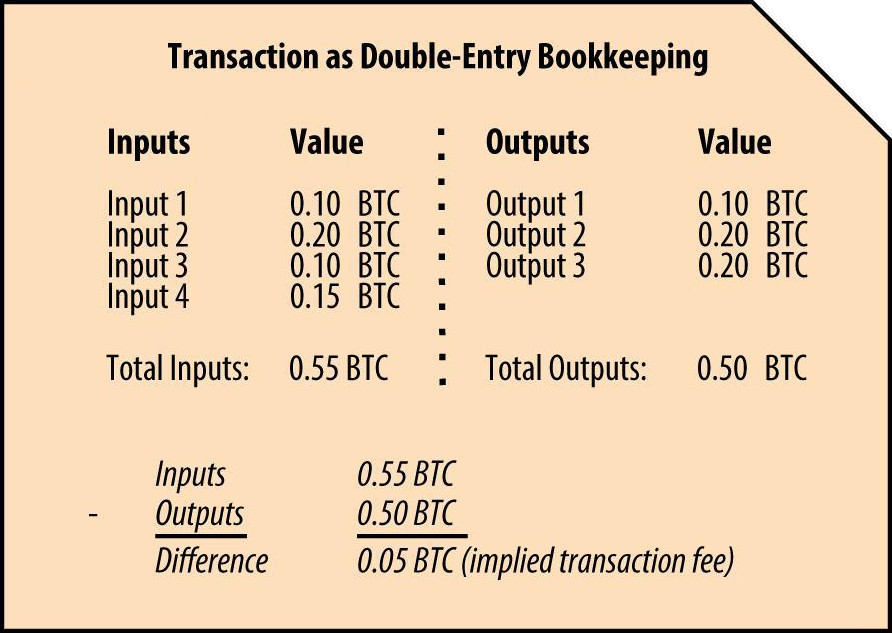 Transaction as Double-Entry Bookkeeping
Inputs Value Outputs Value
Input 1 0.10 BTC Output 1 0.10 BTC
Input 2 0.20 BTC Output 2 0.20 BTC
Input 3 0.10 BTC Output 3 0.20 BTC
Input 4 0.15 BTC
Total Inputs: 0.55 BTC Total Outputs: 0.50 BTC
Inputs 0.55 BTC
- Outputs 0.50 BTC
Difference 0.05 BTC (implied transaction fee)